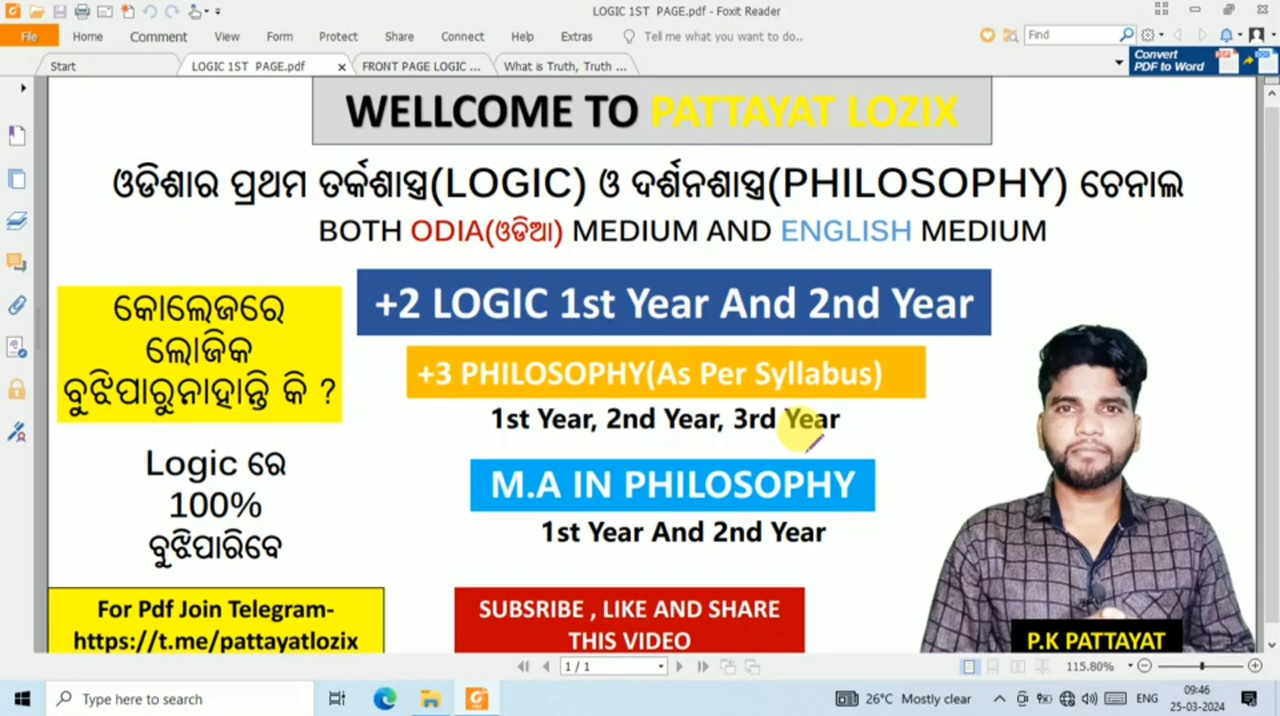 LOGIC 1ST PAGE.pdf - Foxit Reader
File Home Comment View Form Protect Share Connect Help Extras Tell me what you want to do.. Find
Start LOGIC 1ST PAGE.pdf FRONT PAGE LOGIC ... What is Truth, Truth ...
Convert
PDF to Word
WELLCOME TO PATTAYAT LOZIX
ଓଡିଶାର ପ୍ରଥମ ତର୍କଶାସ୍ତ୍ର(LOGIC) ଓ ଦର୍ଶନଶାସ୍ତ୍ର(PHILOSOPHY) ଚେନାଲ
BOTH ODIA(ଓଡିଆ) MEDIUM AND ENGLISH MEDIUM
କୋଲେଜରେ
ଲୋଜିକ
ବୁଝିପାରୁନାହାନ୍ତି କି ?
+2 LOGIC 1st Year And 2nd Year
+3 PHILOSOPHY(As Per Syllabus)
1st Year, 2nd Year, 3rd Year
Logic ରେ
100%
ବୁଝିପାରିବେ
M.A IN PHILOSOPHY
1st Year And 2nd Year
For Pdf Join Telegram-
https://t.me/pattayatlozix
SUBSRIBE , LIKE AND SHARE
THIS VIDEO
P.K PATTAYAT
1 / 1
115.80%
Type here to search
26°C Mostly clear
ENG
09:46
25-03-2024